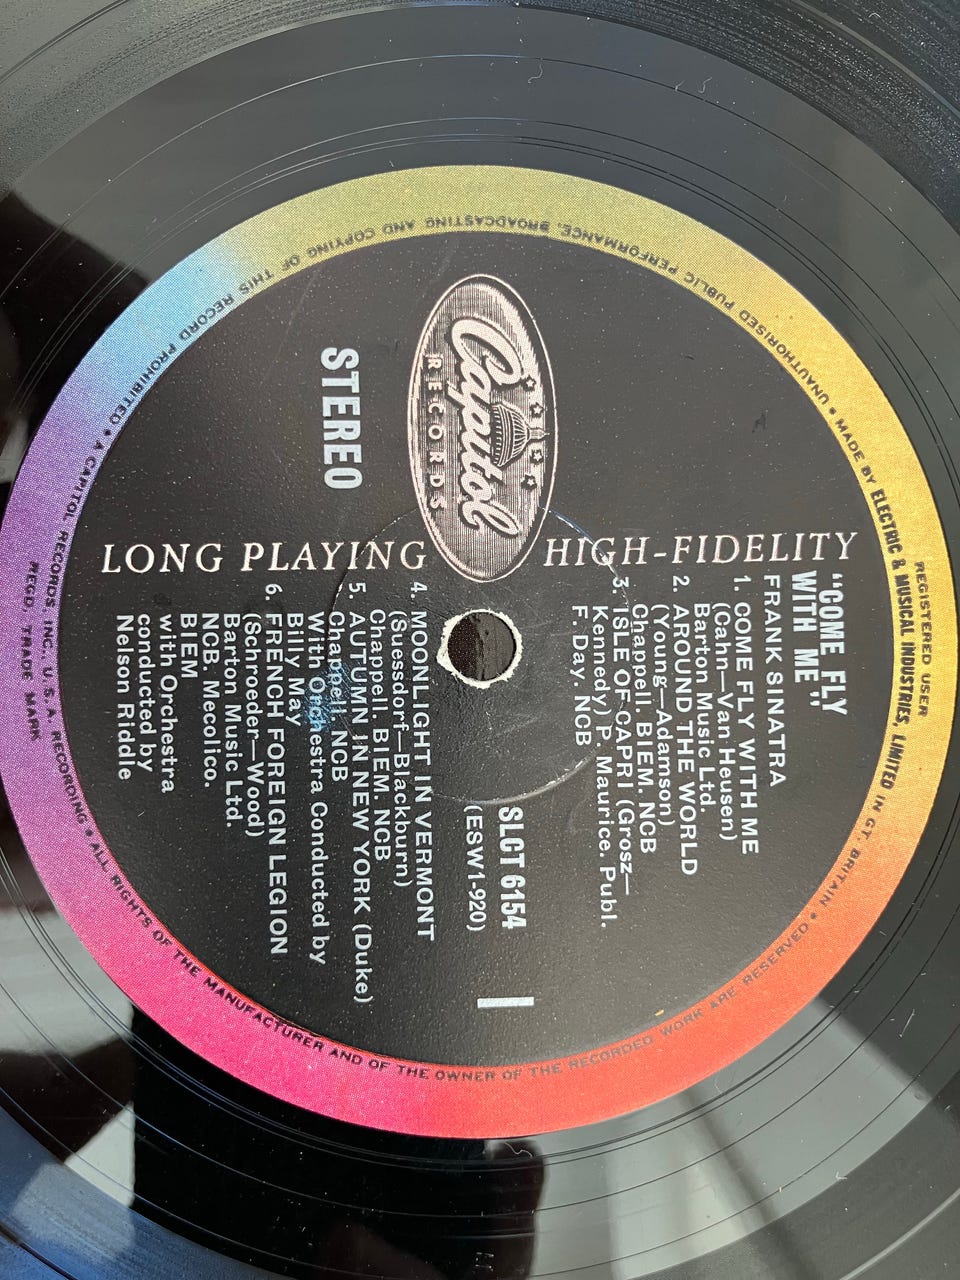 "COME FLY
WITH ME"
FRANK SINATRA
1. COME FLY WITH ME
(Cahn—Van Heusen)
Barton Music Ltd.
2. AROUND THE WORLD
(Young—Adamson)
Chappell. BIEM. NCB
3. 'ISLE OF CAPRI (Grosz—
Kennedy) P. Maurice. Publ.
F. Day. NCB
Capitol
RECORDS
LONG PLAYING HIGH-FIDELITY
STEREO
SLCT 6154
(ESW1-920)
I
4. MOONLIGHT IN VERMONT
(Suessdorf—Blackburn)
Chappell. BIEM. NCB
5. AUTUMN IN NEW YORK (Duke)
Chappell. NCB
With Orchestra Conducted by
Billy May
6. FRENCH FOREIGN LEGION
(Schroeder—Wood)
Barton Music Ltd.
NCB. Mecolico.
BIEM
with Orchestra
conducted by
Nelson Riddle
MADE BY ELECTRIC & MUSICAL INDUSTRIES, LIMITED IN GT. BRITAIN •
REGISTERED USER
ALL RIGHTS OF THE MANUFACTURER AND OF THE OWNER OF THE RECORDED WORK ARE RESERVED •
UNAUTHORISED PUBLIC PERFORMANCE, BROADCASTING AND COPYING OF THIS RECORD PROHIBITED •
A CAPITOL RECORDS INC., U.S.A. RECORDING •
REGD. TRADE MARK